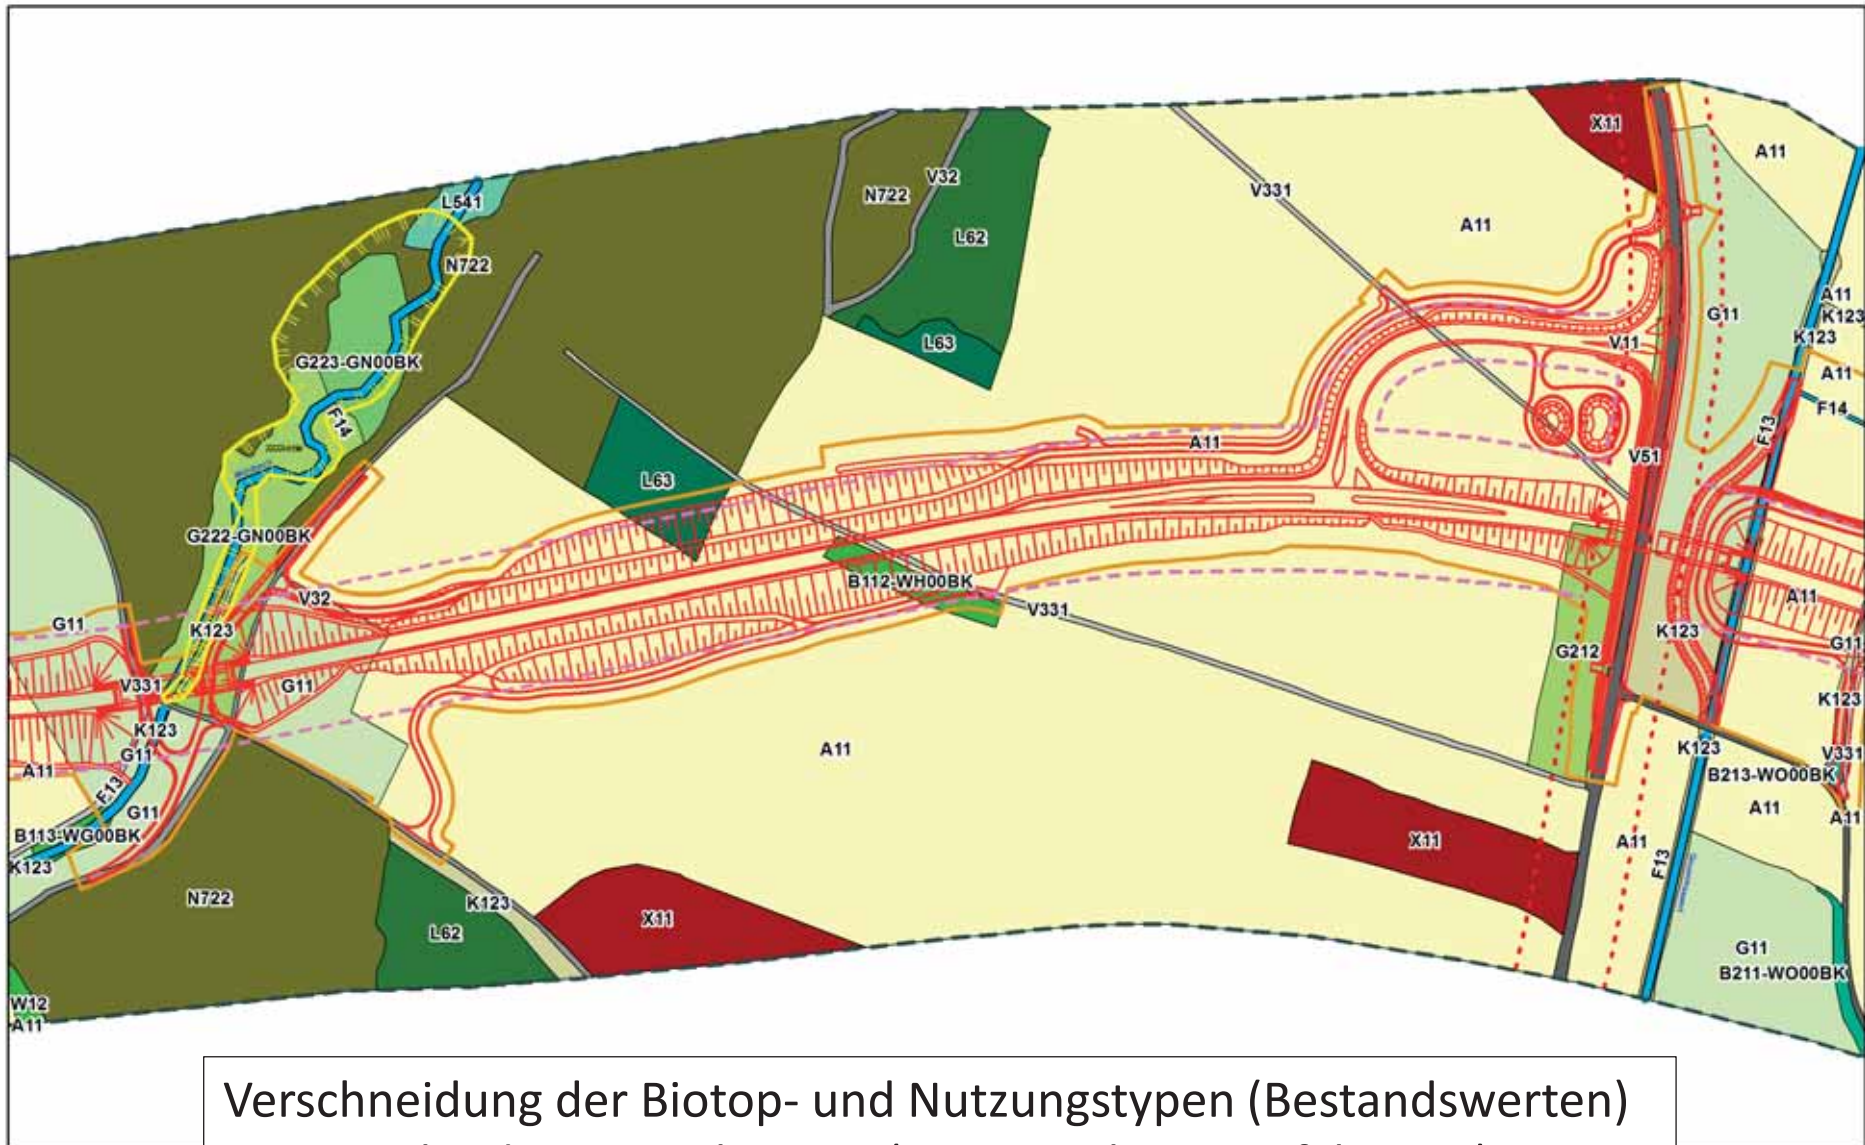 X11
A11
L541
N722
V32
V331
L62
A11
N722
A11
K123
G11
K123
L63
V11
A11
G223-GN00BK
F14
F14
F13
A11
V51
L63
G222-GN00BK
B112-WH00BK
V32
A11
V331
G11
K123
K123
G11
G212
V331
G11
K123
K123
G11
A11
A11
K123
V331
B213-WO00BK
F13
G11
A11
A11
B113-WG00BK
X11
A11
K123
F13
N722
K123
X11
L62
G11
B211-WO00BK
W12
A11
Verschneidung der Biotop- und Nutzungstypen (Bestandswerten)